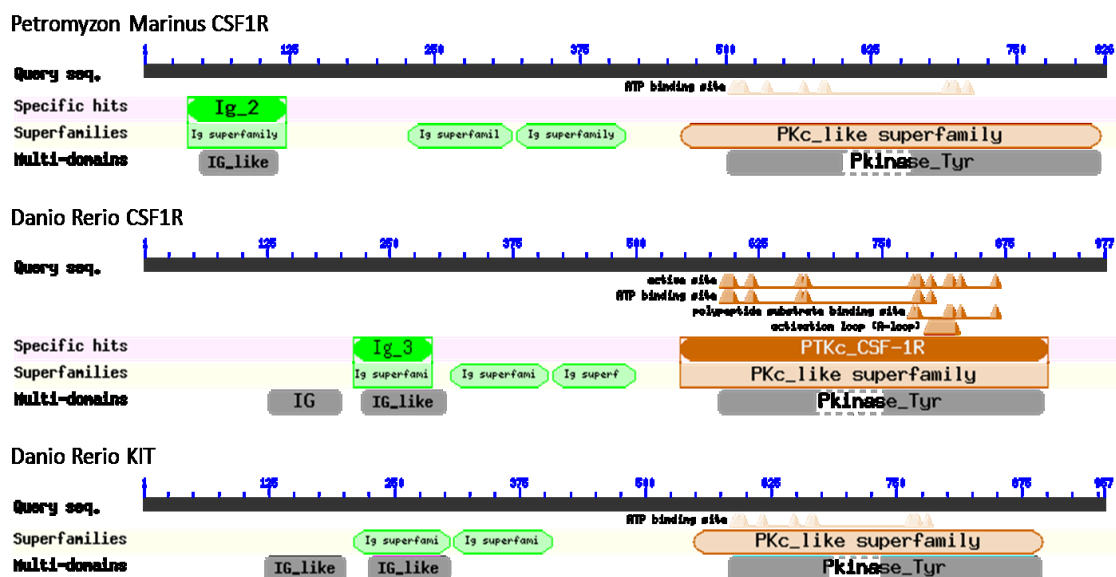 Petromyzon Marinus CSF1R
1 125 250 375 500 625 750 826
Query seq.
ATP binding site
Specific hits Ig_2
Superfamilies Ig superfamily Ig superfamil Ig superfamily PKc_like superfamily
Multi-domains IG_like Pkinase_Tyr
Danio Rerio CSF1R
1 125 250 375 500 625 750 875 977
Query seq.
active site
ATP binding site
polypeptide substrate binding site
activation loop (A-loop)
Specific hits Ig_3 PTKc_CSF-1R
Superfamilies Ig superfami Ig superfami Ig superf PKc_like superfamily
Multi-domains IG IG_like Pkinase_Tyr
Danio Rerio KIT
1 125 250 375 500 625 750 875 957
Query seq.
ATP binding site
Superfamilies Ig superfami Ig superfami PKc_like superfamily
Multi-domains IG_like IG_like Pkinase_Tyr